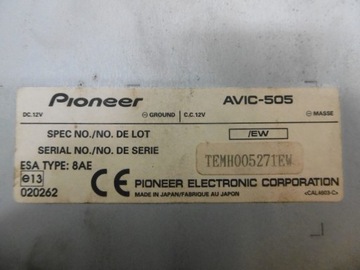 Pioneer AVIC-505
DC.12V ⊖GROUND C.C.12V ⊖MASSE
SPEC NO./NO. DE LOT /EW
SERIAL NO./NO. DE SERIE TEMH005271EW
ESA TYPE: 8AE
e13
020262
CE PIONEER ELECTRONIC CORPORATION
MADE IN JAPAN/FABRIQUE AU JAPON <CAL4603-C>